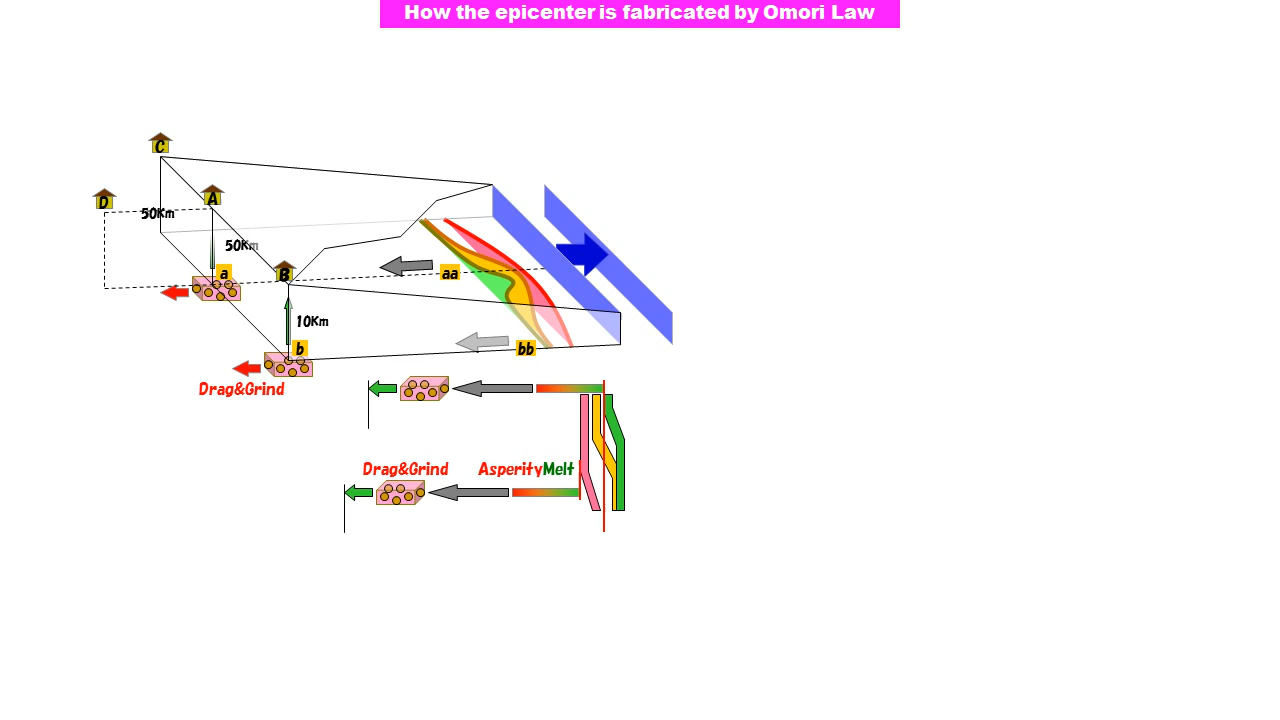 How the epicenter is fabricated by Omori Law
C
D
A
50Km
50Km
B
a
aa
10Km
b
bb
Drag&Grind
Drag&Grind
AsperityMelt